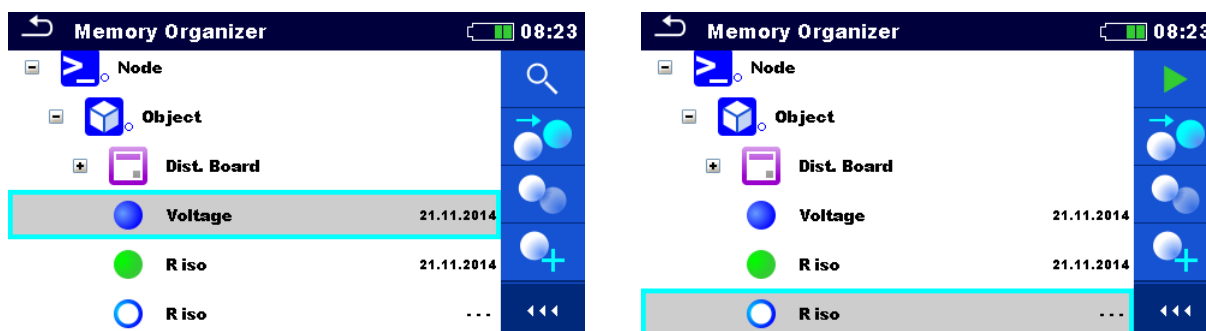 Memory Organizer 08:23
Node
Object
Dist. Board
Voltage 21.11.2014
R iso 21.11.2014
R iso - - -
Memory Organizer 08:23
Node
Object
Dist. Board
Voltage 21.11.2014
R iso 21.11.2014
R iso - - -